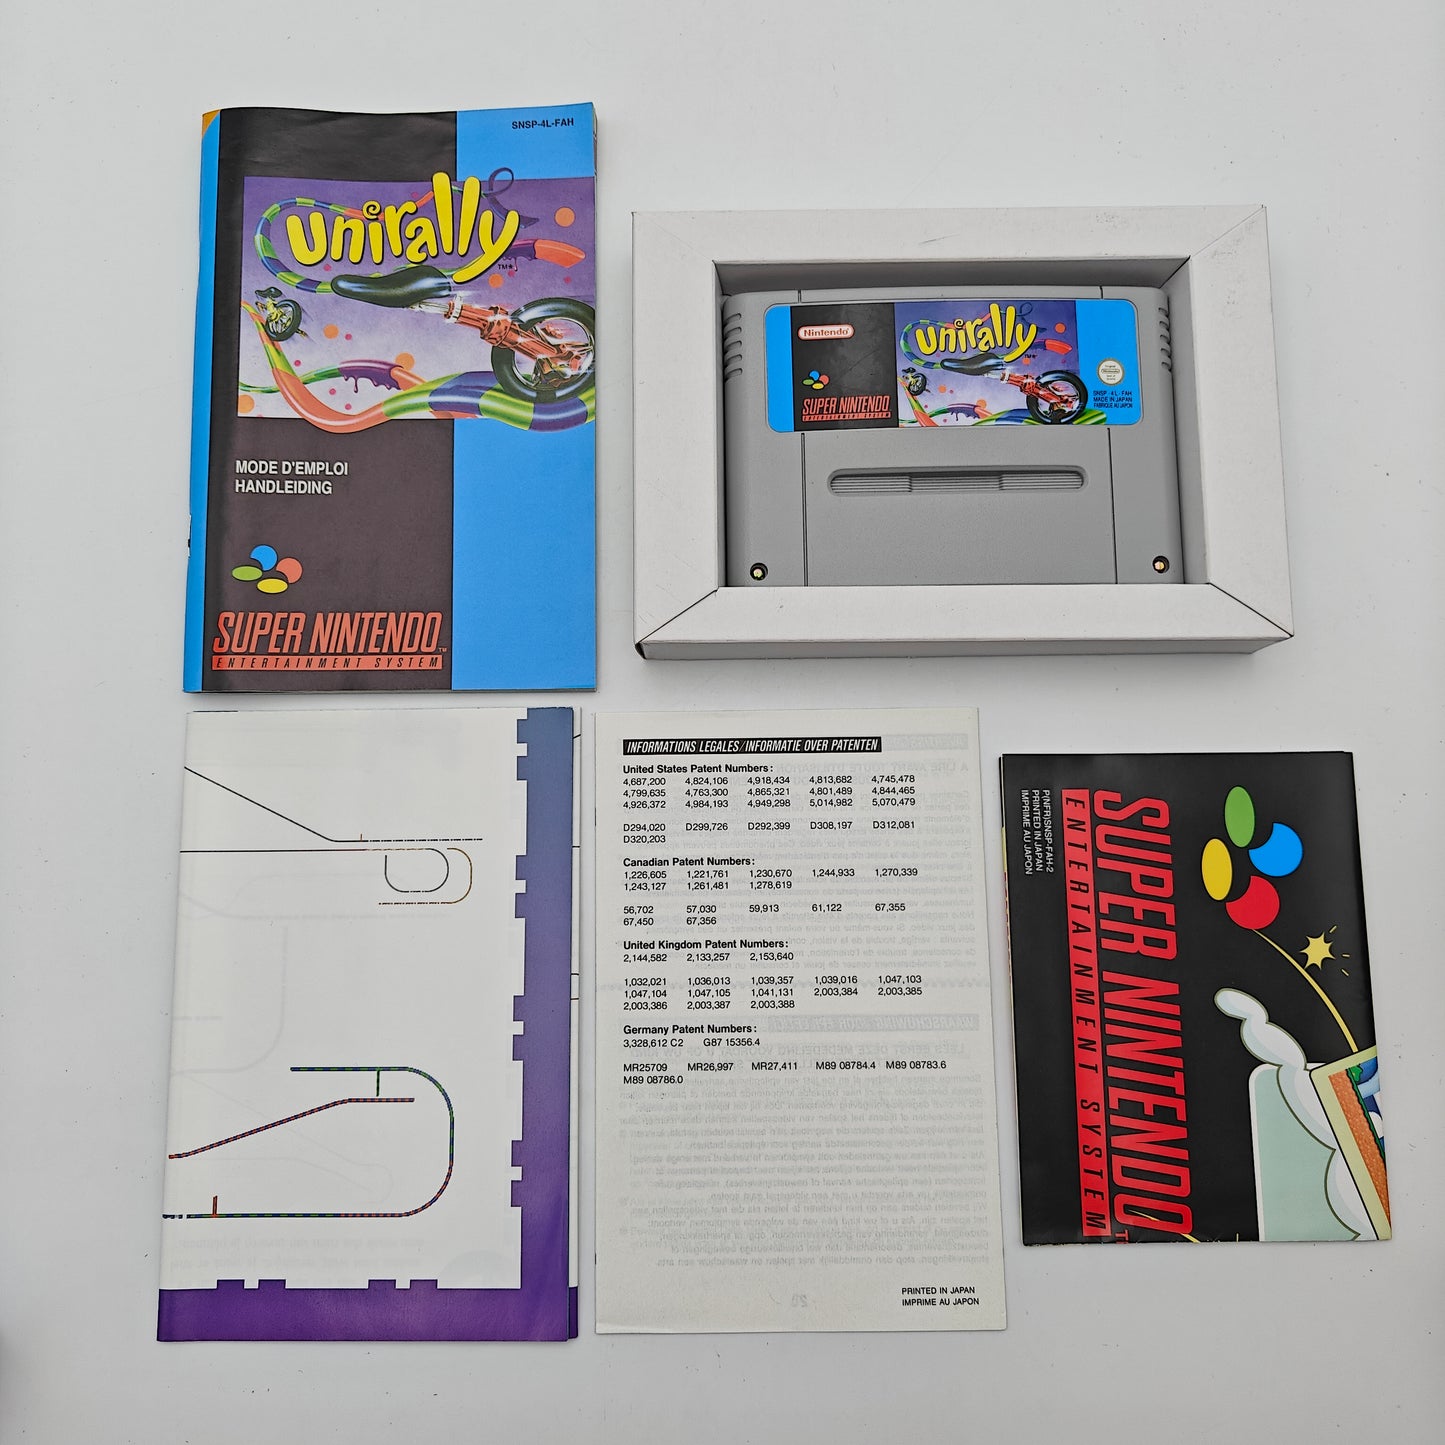 SNSP-4L-FAH
unirally
TM*
MODE D'EMPLOI
HANDLEIDING
SUPER NINTENDO
TM
ENTERTAINMENT SYSTEM
Nintendo
unirally
TM*
SUPER NINTENDO
ENTERTAINMENT SYSTEM
SNSP-4L-FAH
MADE IN JAPAN
FABRIQUÉ AU JAPON
INFORMATIONS LEGALES/INFORMATIE OVER PATENTEN
United States Patent Numbers:
4,687,200 4,824,106 4,918,434 4,813,682 4,745,478
4,799,635 4,763,300 4,865,321 4,801,489 4,844,465
4,926,372 4,984,193 4,949,298 5,014,982 5,070,479
D294,020 D299,726 D292,399 D308,197 D312,081
D320,203
Canadian Patent Numbers:
1,226,605 1,221,761 1,230,670 1,244,933 1,270,339
1,243,127 1,261,481 1,278,619
56,702 57,030 59,913 61,122 67,355
67,450 67,356
United Kingdom Patent Numbers:
2,144,582 2,133,257 2,153,640
1,032,021 1,036,013 1,039,357 1,039,016 1,047,103
1,047,104 1,047,105 1,041,131 2,003,384 2,003,385
2,003,386 2,003,387 2,003,388
Germany Patent Numbers:
3,328,612 C2 G87 15356.4
MR25709 MR26,997 MR27,411 M89 08784.4 M89 08783.6
M89 08786.0
PRINTED IN JAPAN
IMPRIME AU JAPON
SUPER NINTENDO
TM
ENTERTAINMENT SYSTEM
P(NFR)SNSP-FAH-2
PRINTED IN JAPAN
IMPRIMÉ AU JAPON